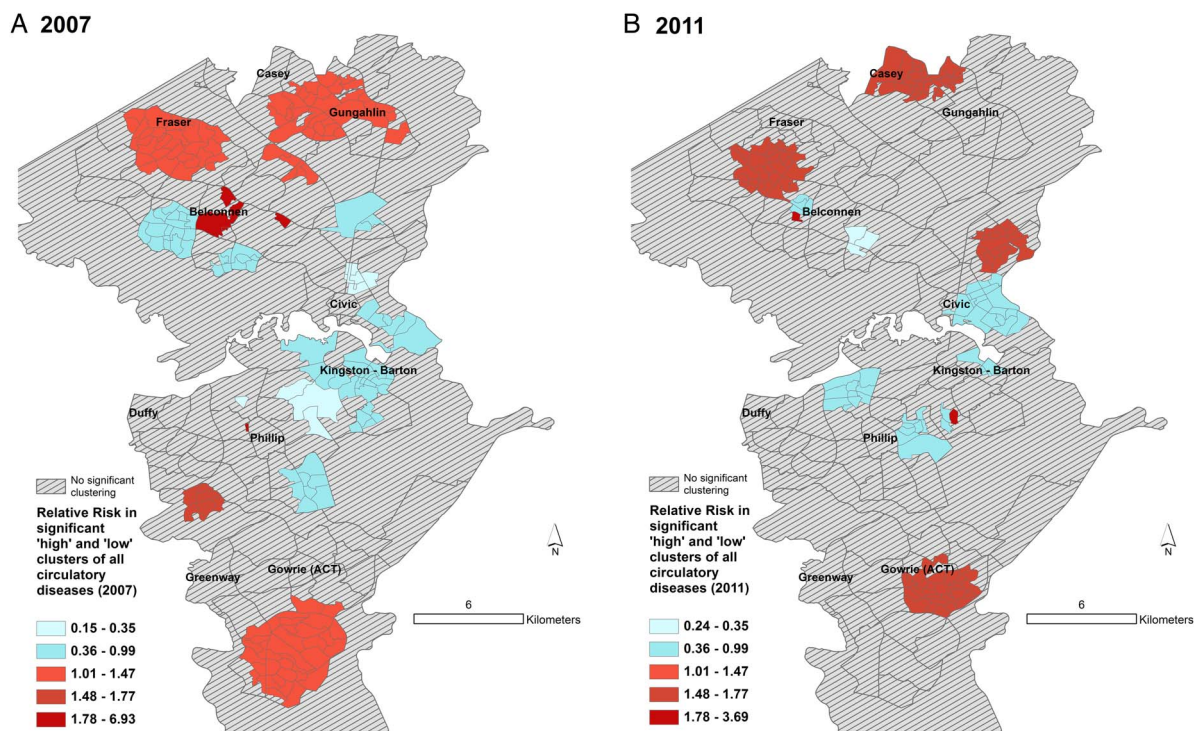 A 2007
Casey
Gungahlin
Fraser
Belconnen
Civic
Kingston - Barton
Duffy
Phillip
No significant
clustering
Relative Risk in
significant
'high' and 'low'
clusters of all
circulatory
diseases (2007)
Greenway
Gowrie (ACT)
N
6
Kilometers
0.15 - 0.35
0.36 - 0.99
1.01 - 1.47
1.48 - 1.77
1.78 - 6.93
B 2011
Casey
Gungahlin
Fraser
Belconnen
Civic
Kingston - Barton
Duffy
Phillip
No significant
clustering
Relative Risk in
significant
'high' and 'low'
clusters of all
circulatory
diseases (2011)
Greenway
Gowrie (ACT)
N
6
Kilometers
0.24 - 0.35
0.36 - 0.99
1.01 - 1.47
1.48 - 1.77
1.78 - 3.69